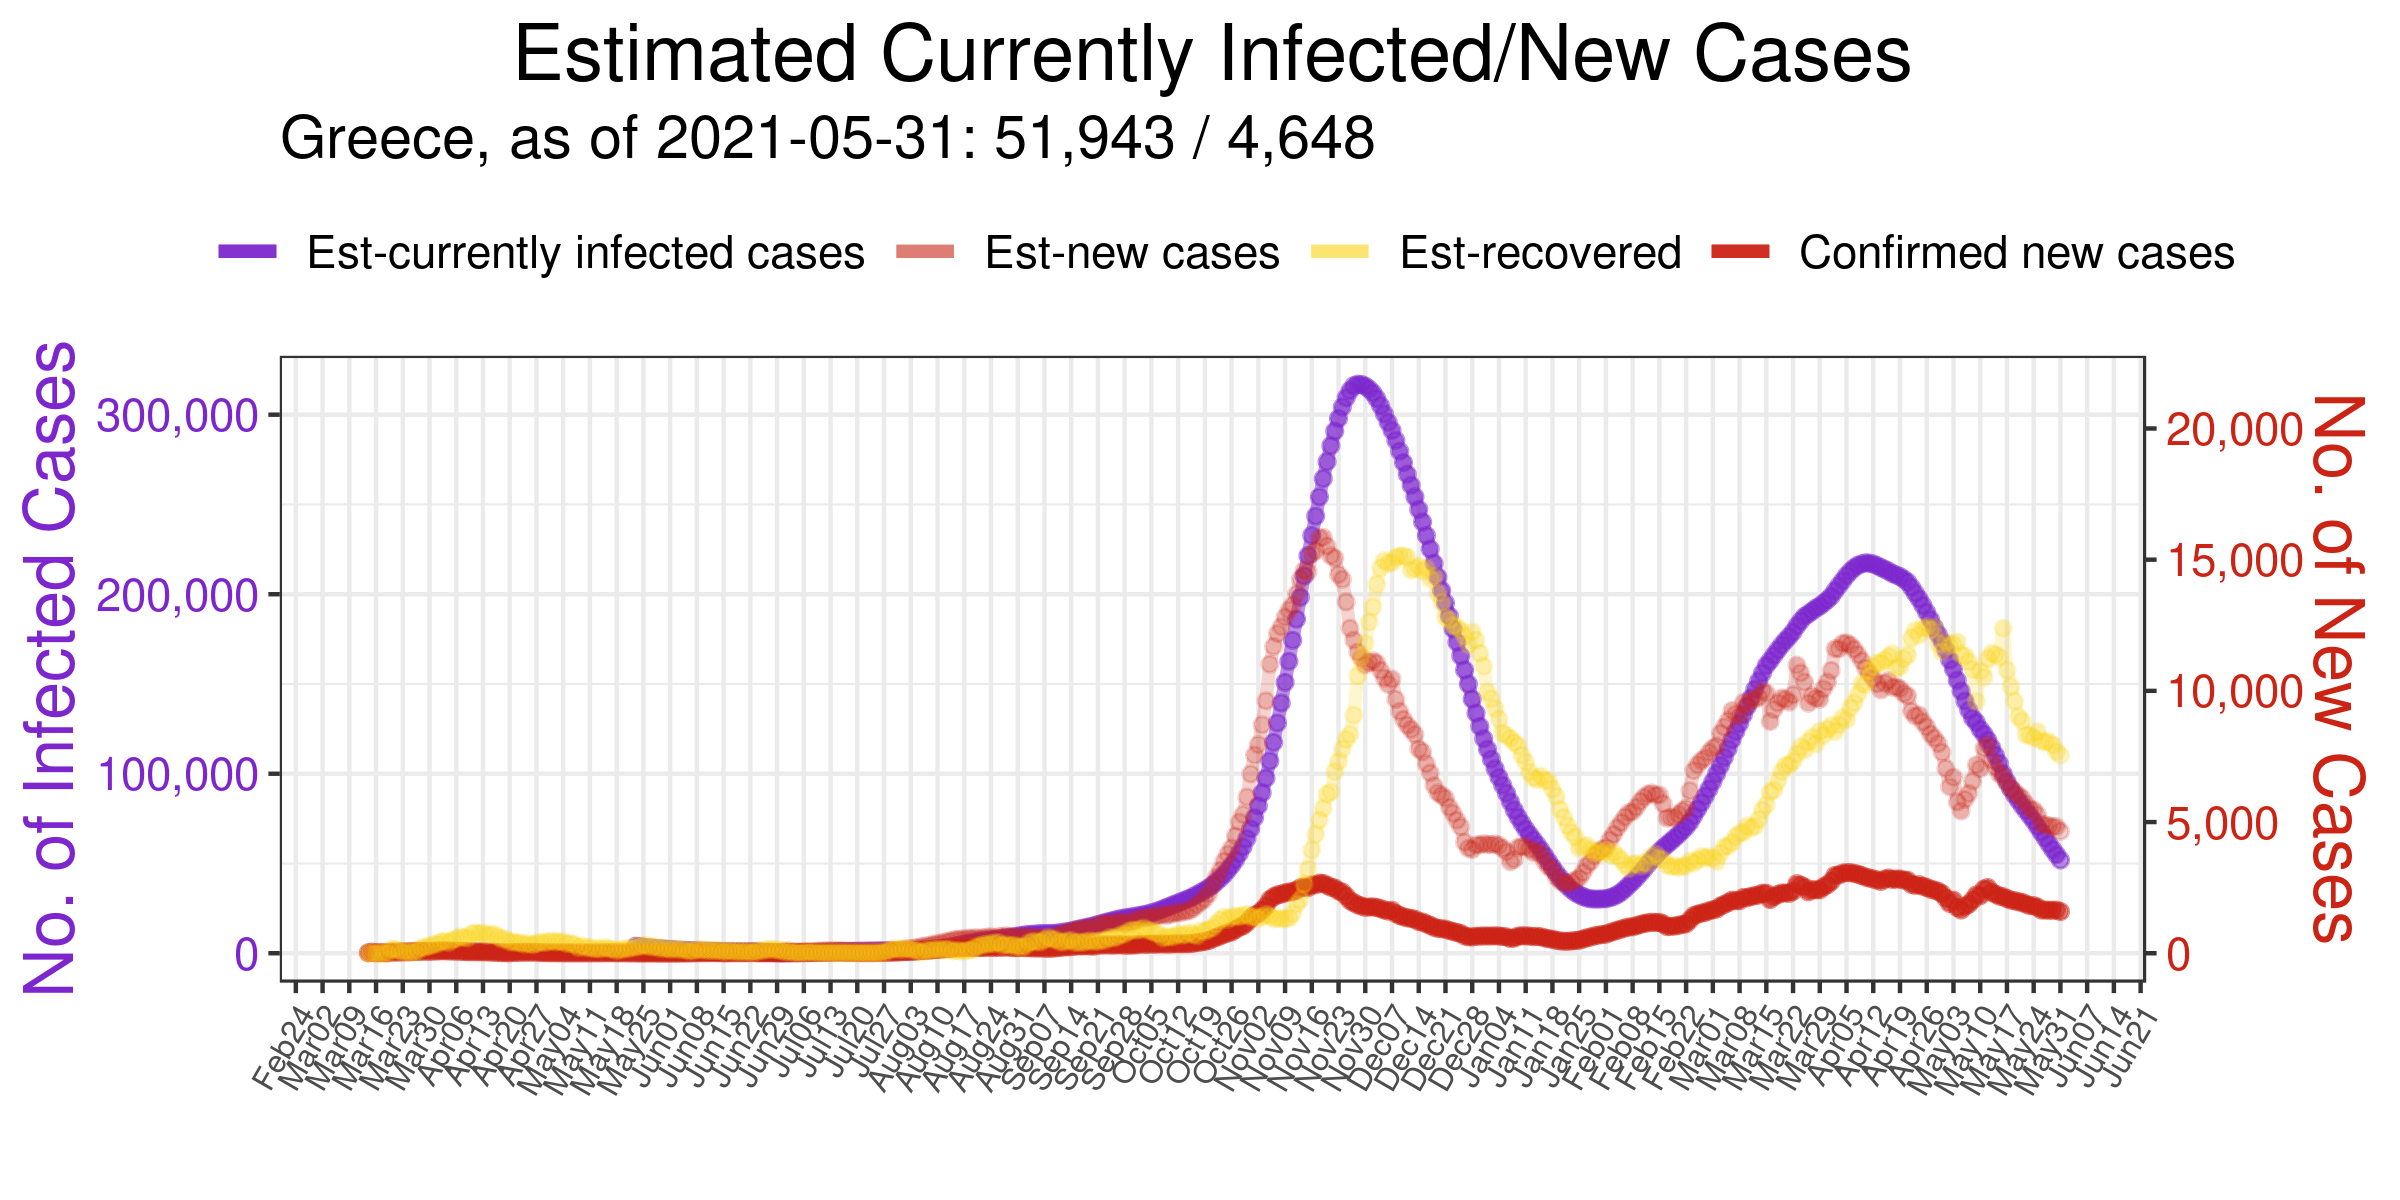 Estimated Currently Infected/New Cases
Greece, as of 2021-05-31: 51,943 / 4,648
Est-currently infected cases Est-new cases Est-recovered Confirmed new cases
No. of Infected Cases
300,000
200,000
100,000
0
20,000
15,000
10,000
5,000
0
No. of New Cases
Feb24 Mar02 Mar09 Mar16 Mar23 Mar30 Apr06 Apr13 Apr20 Apr27 May04 May11 May18 May25 Jun01 Jun08 Jun15 Jun22 Jun29 Jul06 Jul13 Jul20 Jul27 Aug03 Aug10 Aug17 Aug24 Aug31 Sep07 Sep14 Sep21 Sep28 Oct05 Oct12 Oct19 Oct26 Nov02 Nov09 Nov16 Nov23 Nov30 Dec07 Dec14 Dec21 Dec28 Jan04 Jan11 Jan18 Jan25 Feb01 Feb08 Feb15 Feb22 Mar01 Mar08 Mar15 Mar22 Mar29 Apr05 Apr12 Apr19 Apr26 May03 May10 May17 May24 May31 Jun07 Jun14 Jun21